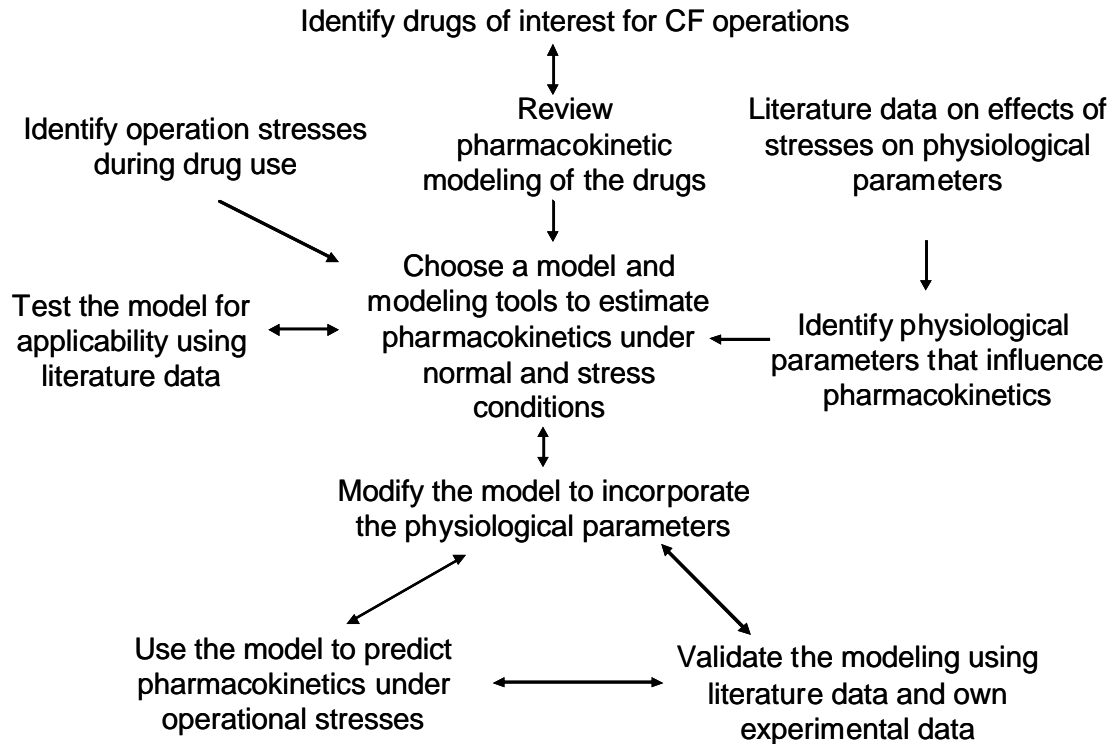 Identify drugs of interest for CF operations
Identify operation stresses
during drug use
Review
pharmacokinetic
modeling of the drugs
Literature data on effects of
stresses on physiological
parameters
Test the model for
applicability using
literature data
Choose a model and
modeling tools to estimate
pharmacokinetics under
normal and stress
conditions
Identify physiological
parameters that influence
pharmacokinetics
Modify the model to incorporate
the physiological parameters
Use the model to predict
pharmacokinetics under
operational stresses
Validate the modeling using
literature data and own
experimental data